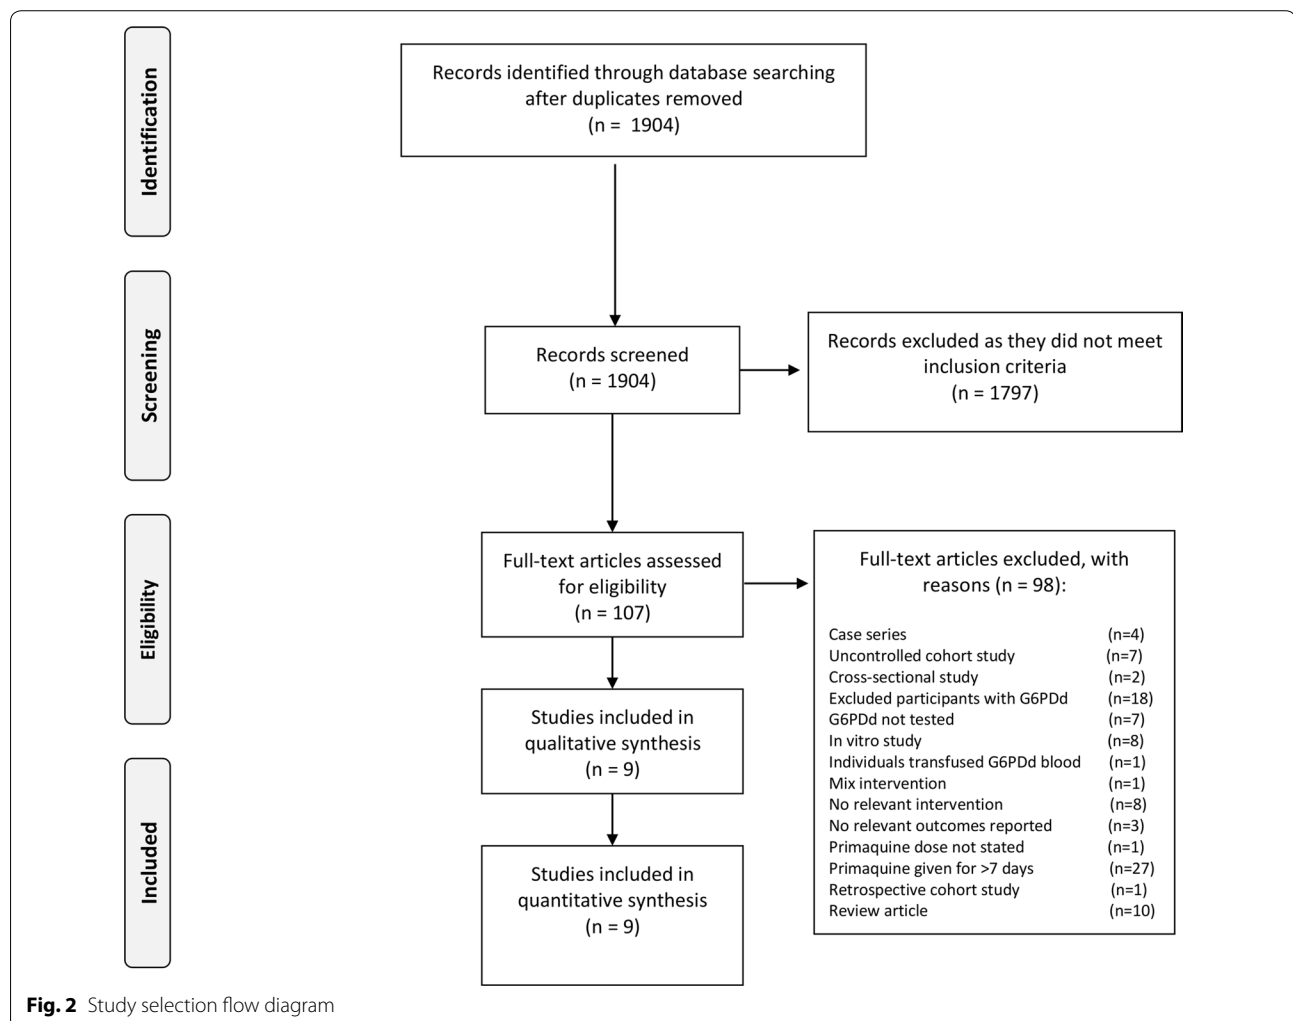 Identification
Records identified through database searching
after duplicates removed
(n = 1904)
Screening
Records screened
(n = 1904)
Records excluded as they did not meet
inclusion criteria
(n = 1797)
Eligibility
Full-text articles assessed
for eligibility
(n = 107)
Full-text articles excluded, with
reasons (n = 98):
Case series (n=4)
Uncontrolled cohort study (n=7)
Cross-sectional study (n=2)
Excluded participants with G6PDd (n=18)
G6PDd not tested (n=7)
In vitro study (n=8)
Individuals transfused G6PDd blood (n=1)
Mix intervention (n=1)
No relevant intervention (n=8)
No relevant outcomes reported (n=3)
Primaquine dose not stated (n=1)
Primaquine given for >7 days (n=27)
Retrospective cohort study (n=1)
Review article (n=10)
Studies included in
qualitative synthesis
(n = 9)
Included
Studies included in
quantitative synthesis
(n = 9)
Fig. 2 Study selection flow diagram